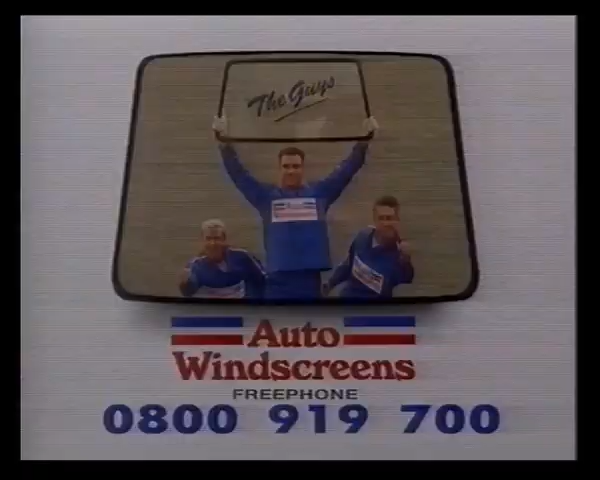 The Guys
Auto
Windscreens
FREEPHONE
0800 919 700